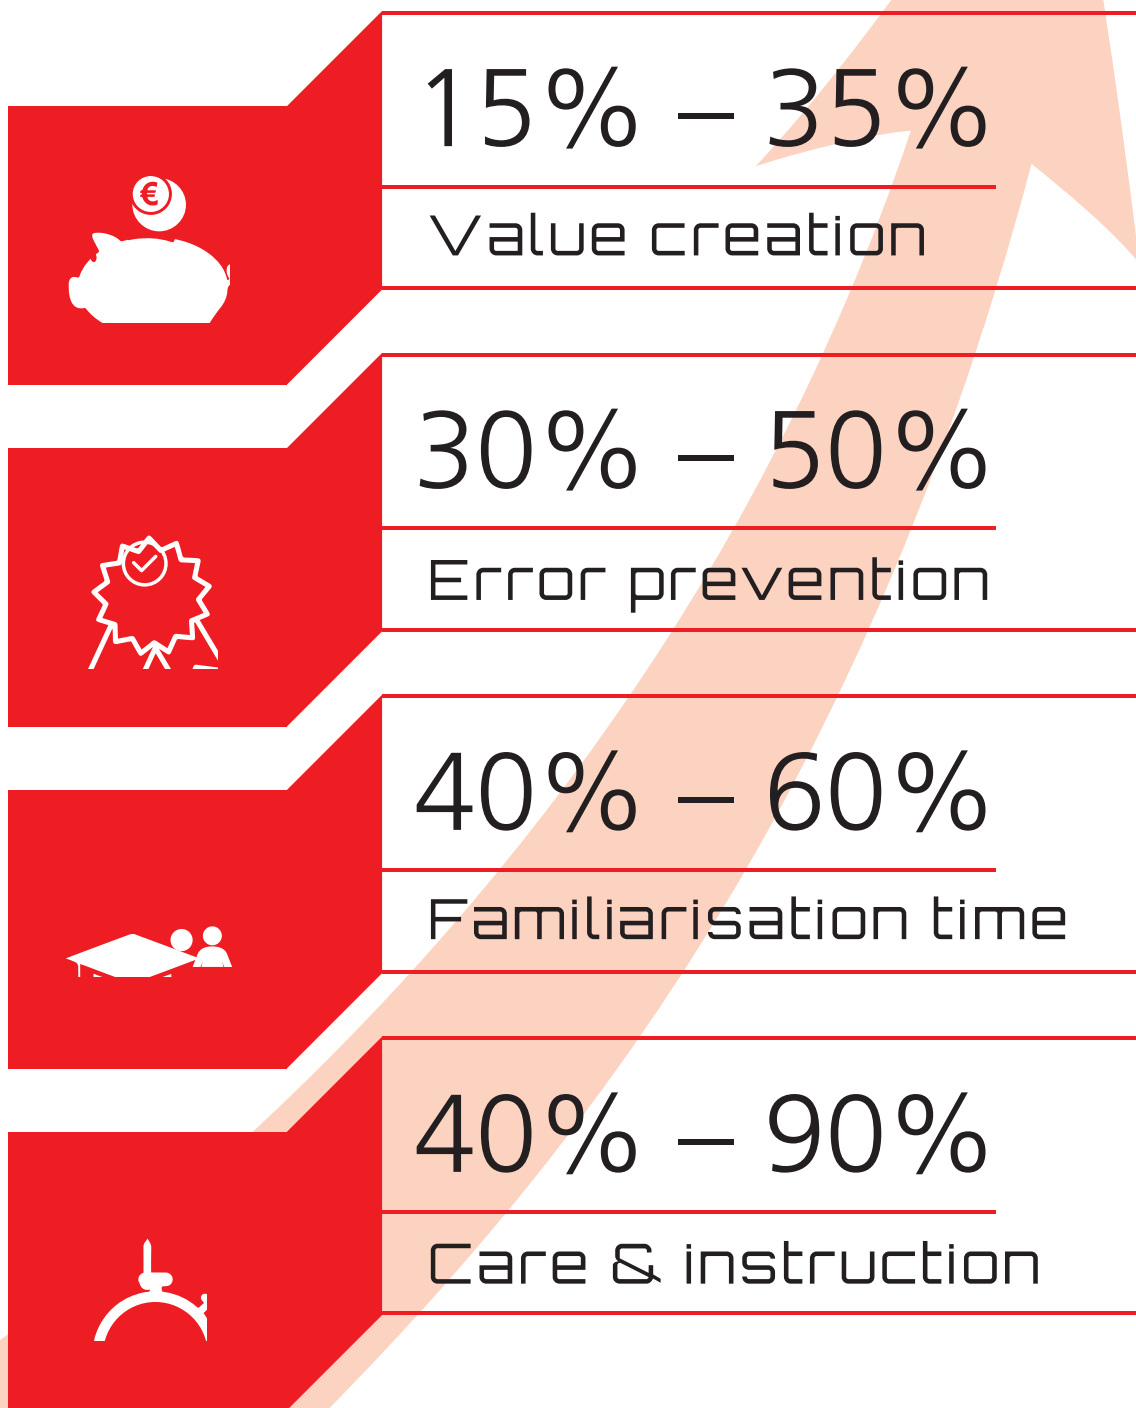 15% – 35%
€
Value creation
30% – 50%
Error prevention
40% – 60%
Familiarisation time
40% – 90%
Care & instruction